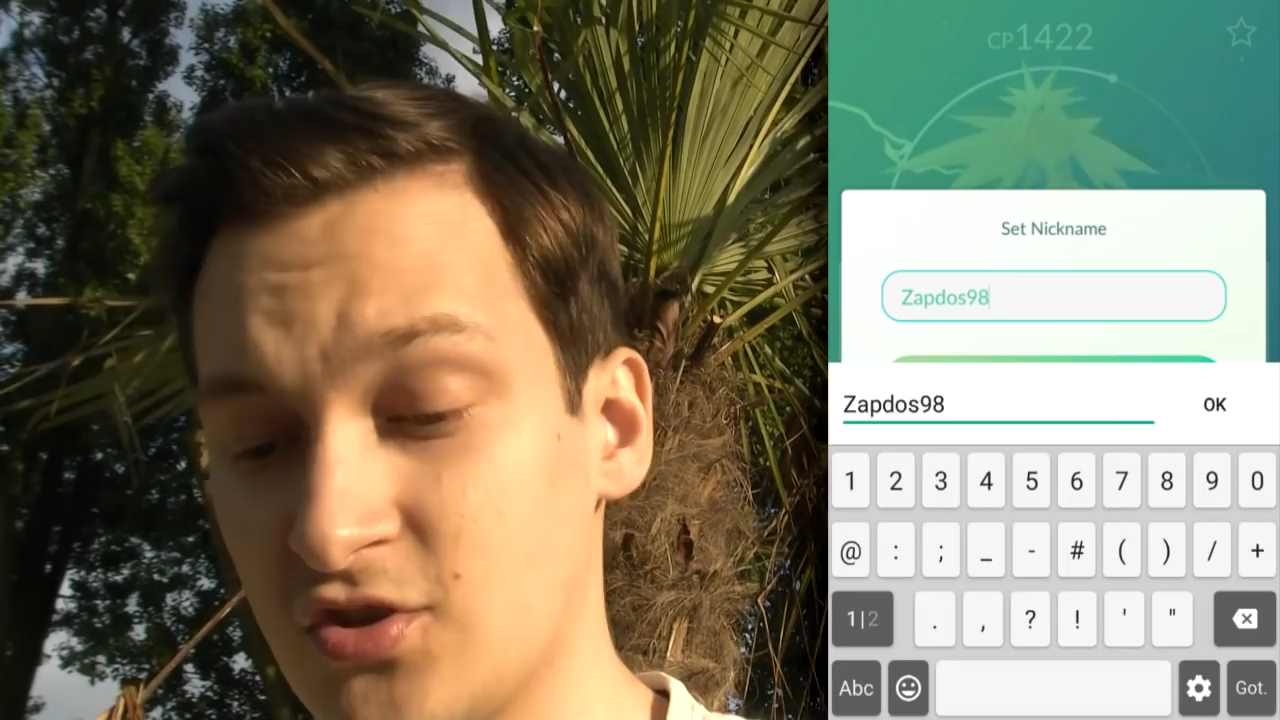 CP1422
Set Nickname
Zapdos98
Zapdos98
OK
1 2 3 4 5 6 7 8 9 0
@ : ; _ - # ( ) / +
1|2 . , ? ! ' "
Abc Got.